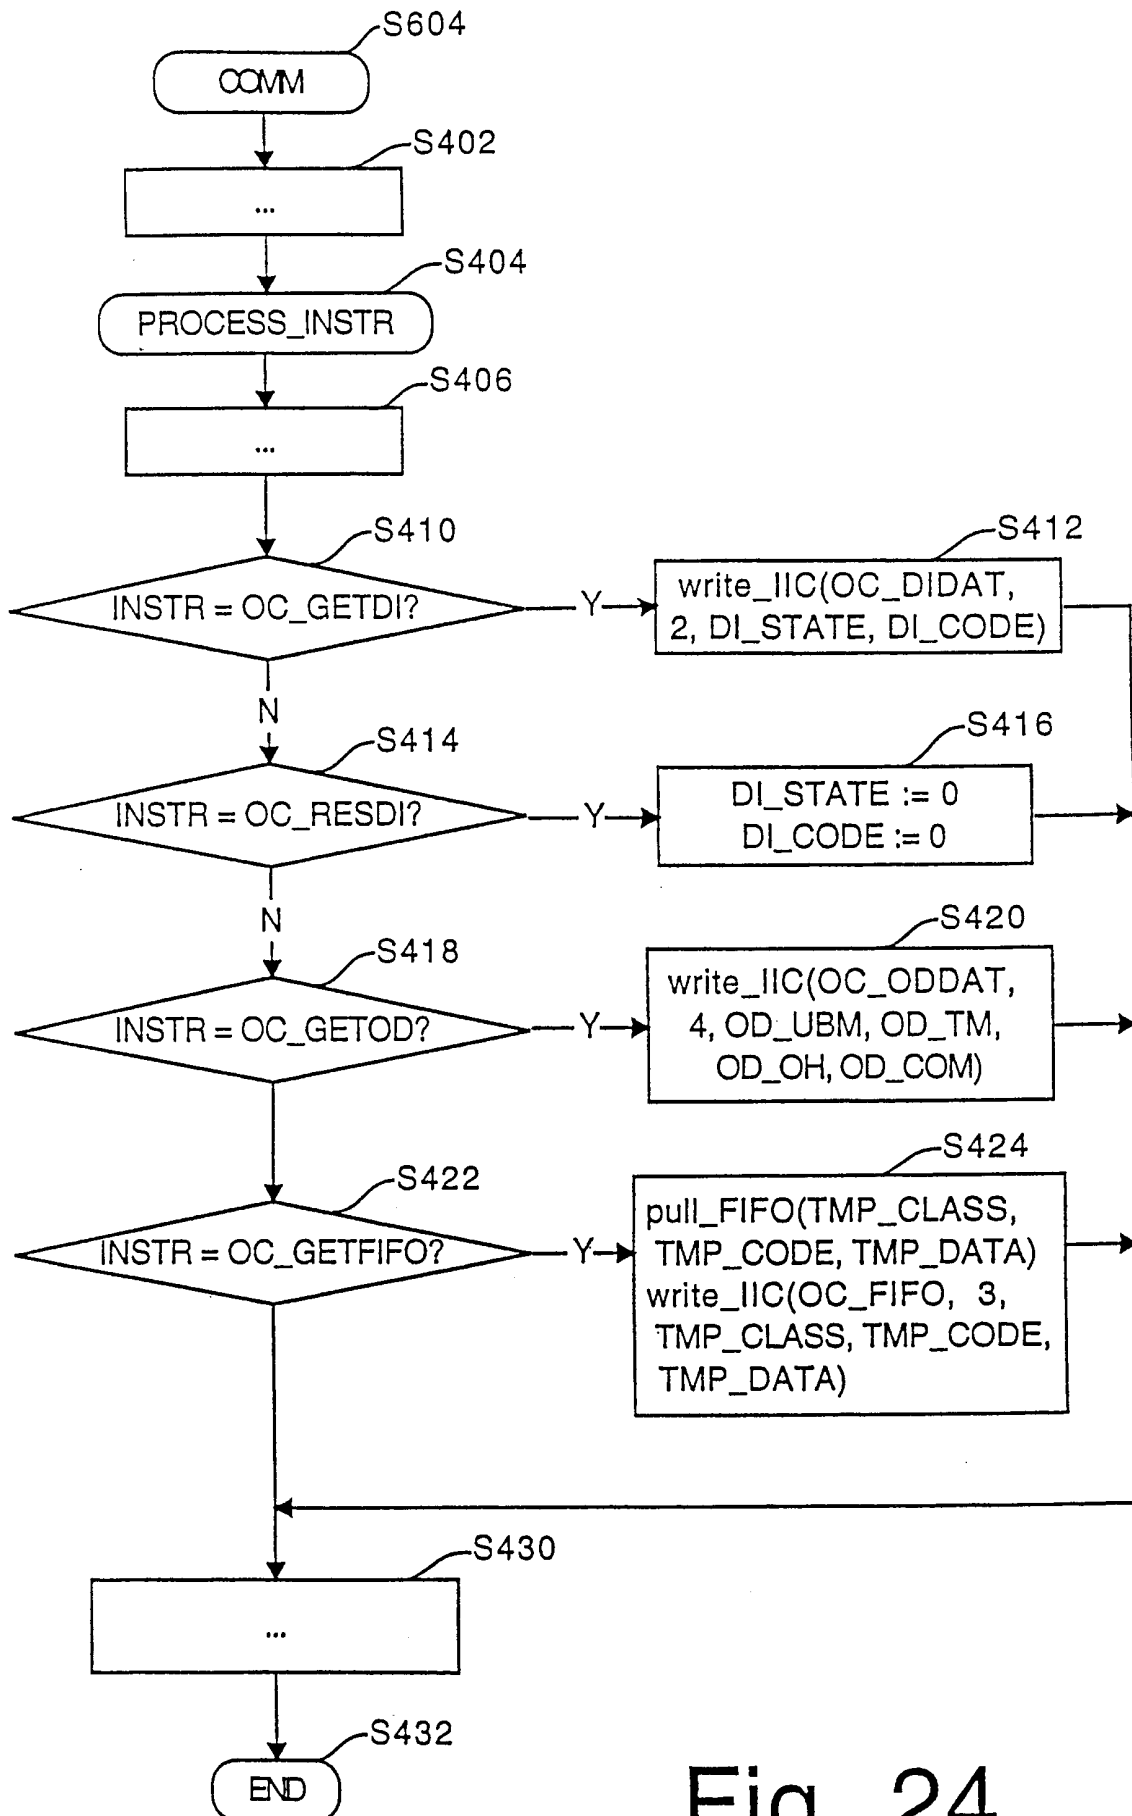 S604
COMM
S402
...
S404
PROCESS_INSTR
S406
...
S410
INSTR = OC_GETDI?
Y
S412
write_IIC(OC_DIDAT,
2, DI_STATE, DI_CODE)
N
S414
INSTR = OC_RESDI?
Y
S416
DI_STATE := 0
DI_CODE := 0
N
S418
INSTR = OC_GETOD?
Y
S420
write_IIC(OC_ODDAT,
4, OD_UBM, OD_TM,
OD_OH, OD_COM)
S422
INSTR = OC_GETFIFO?
Y
S424
pull_FIFO(TMP_CLASS,
TMP_CODE, TMP_DATA)
write_IIC(OC_FIFO, 3,
TMP_CLASS, TMP_CODE,
TMP_DATA)
S430
...
S432
END
Fig. 24